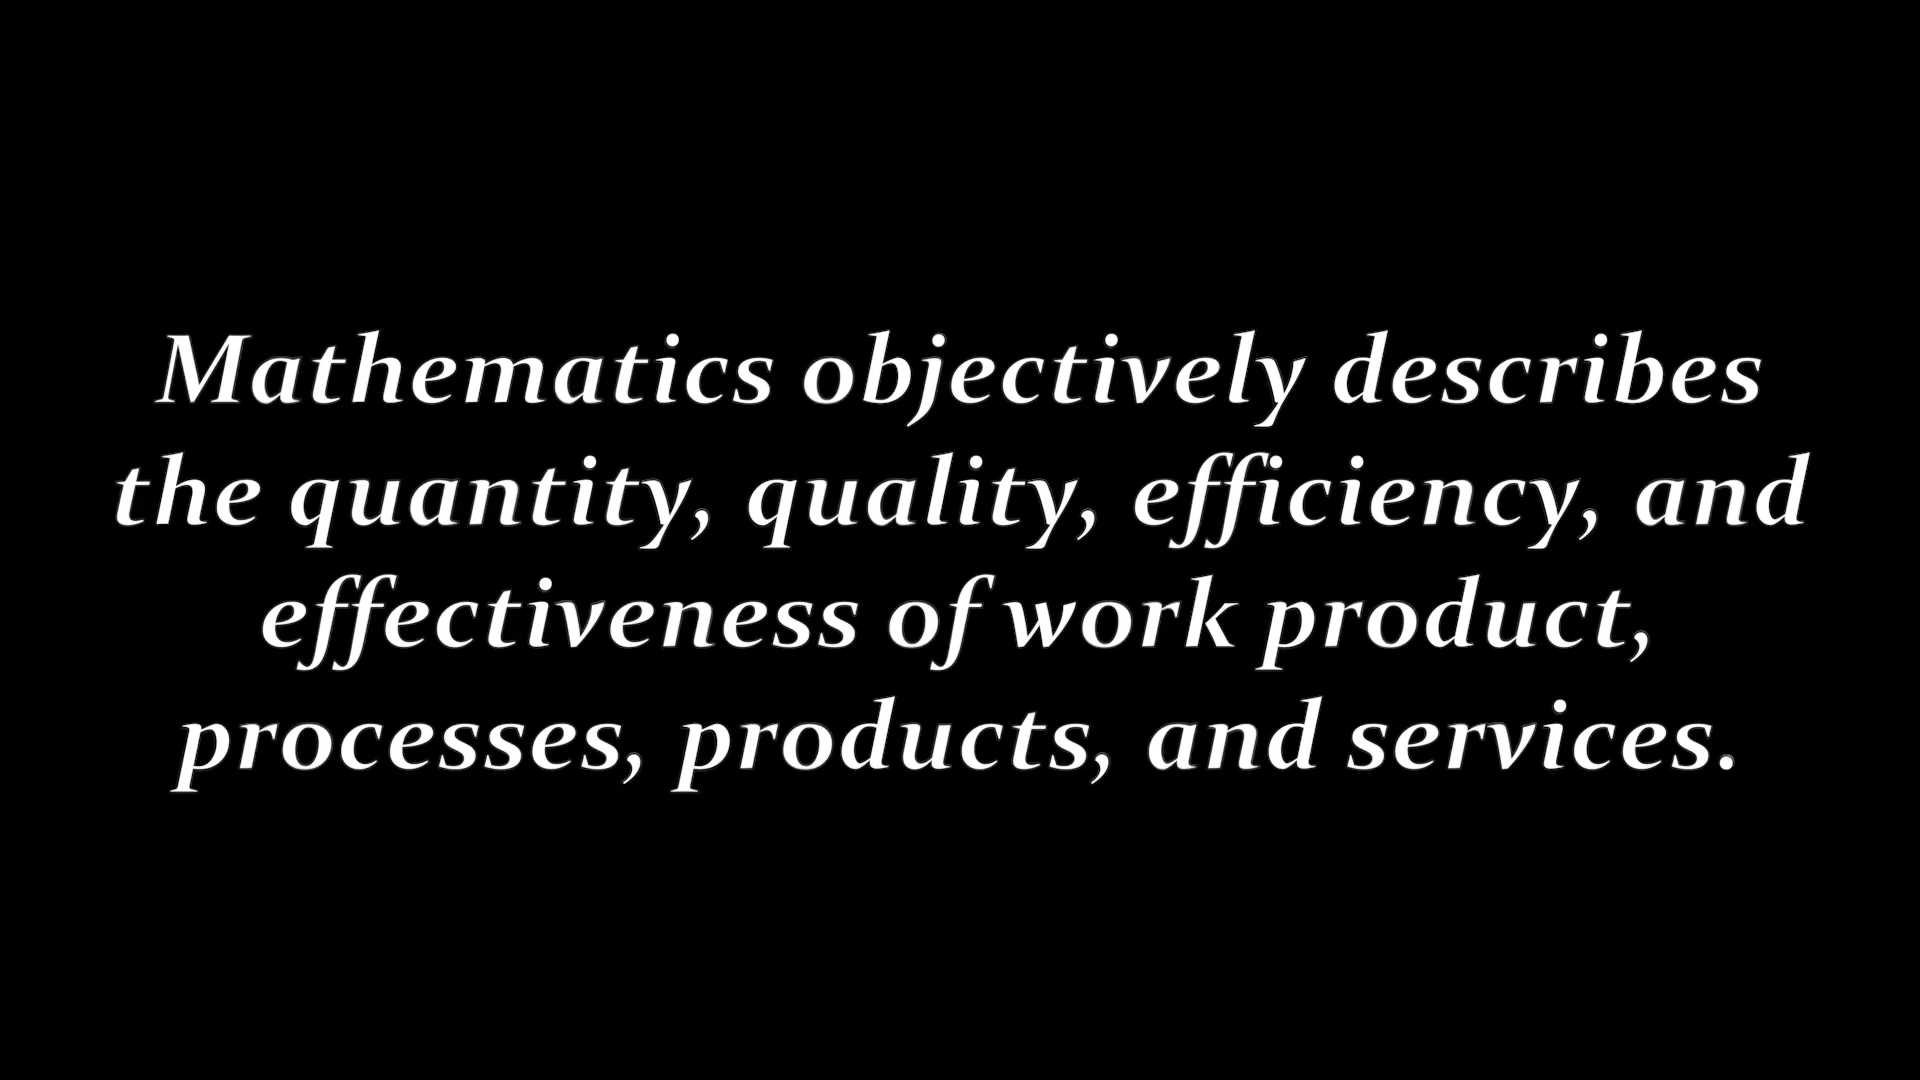 Mathematics objectively describes
the quantity, quality, efficiency, and
effectiveness of work product,
processes, products, and services.